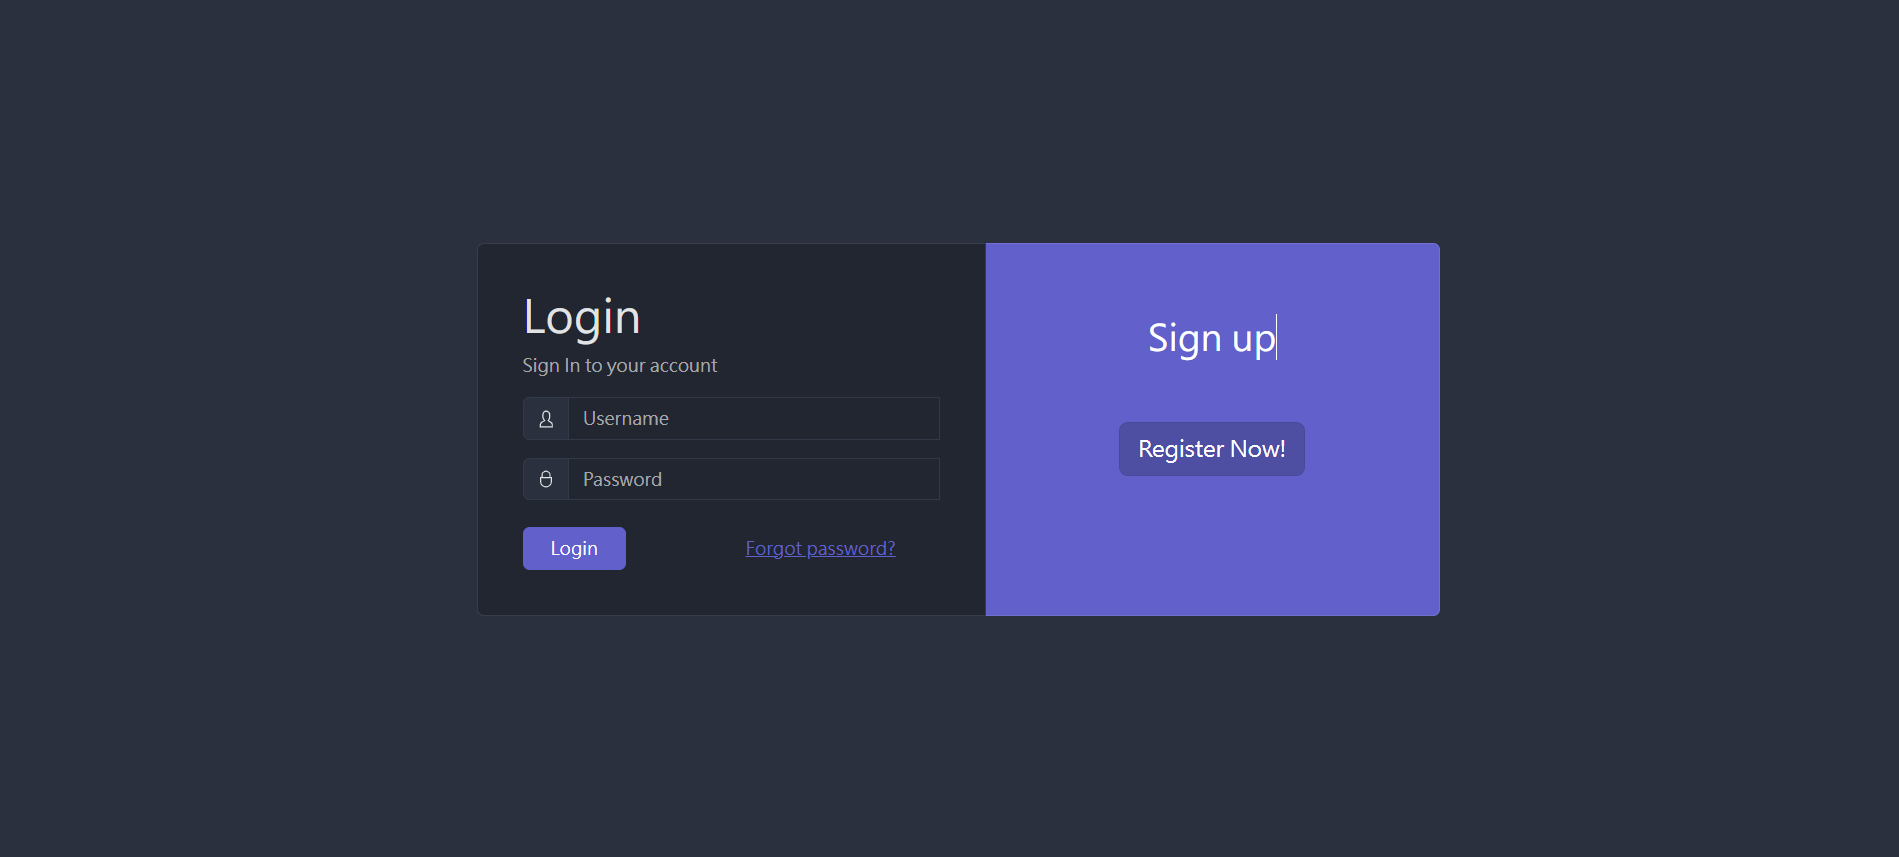 Login
Sign In to your account
Username
Password
Login
Forgot password?
Sign up
Register Now!